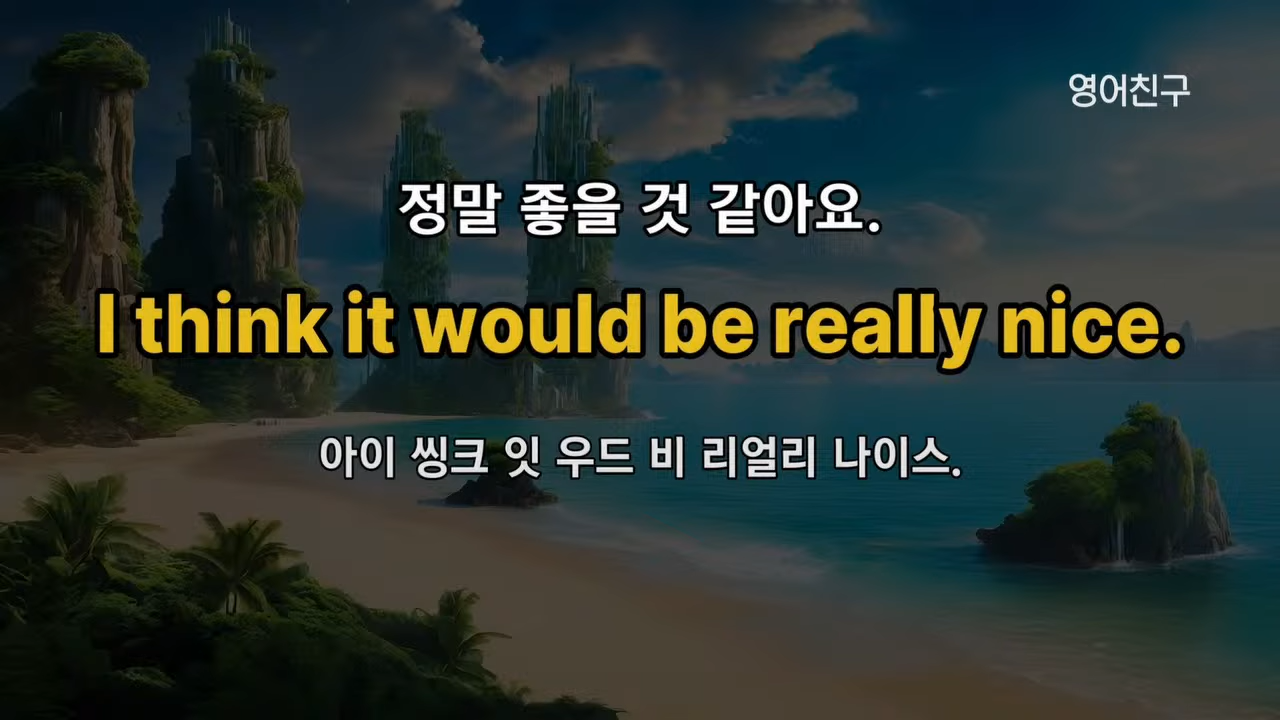 영어친구
정말 좋을 것 같아요.
I think it would be really nice.
아이 씽크 잇 우드 비 리얼리 나이스.